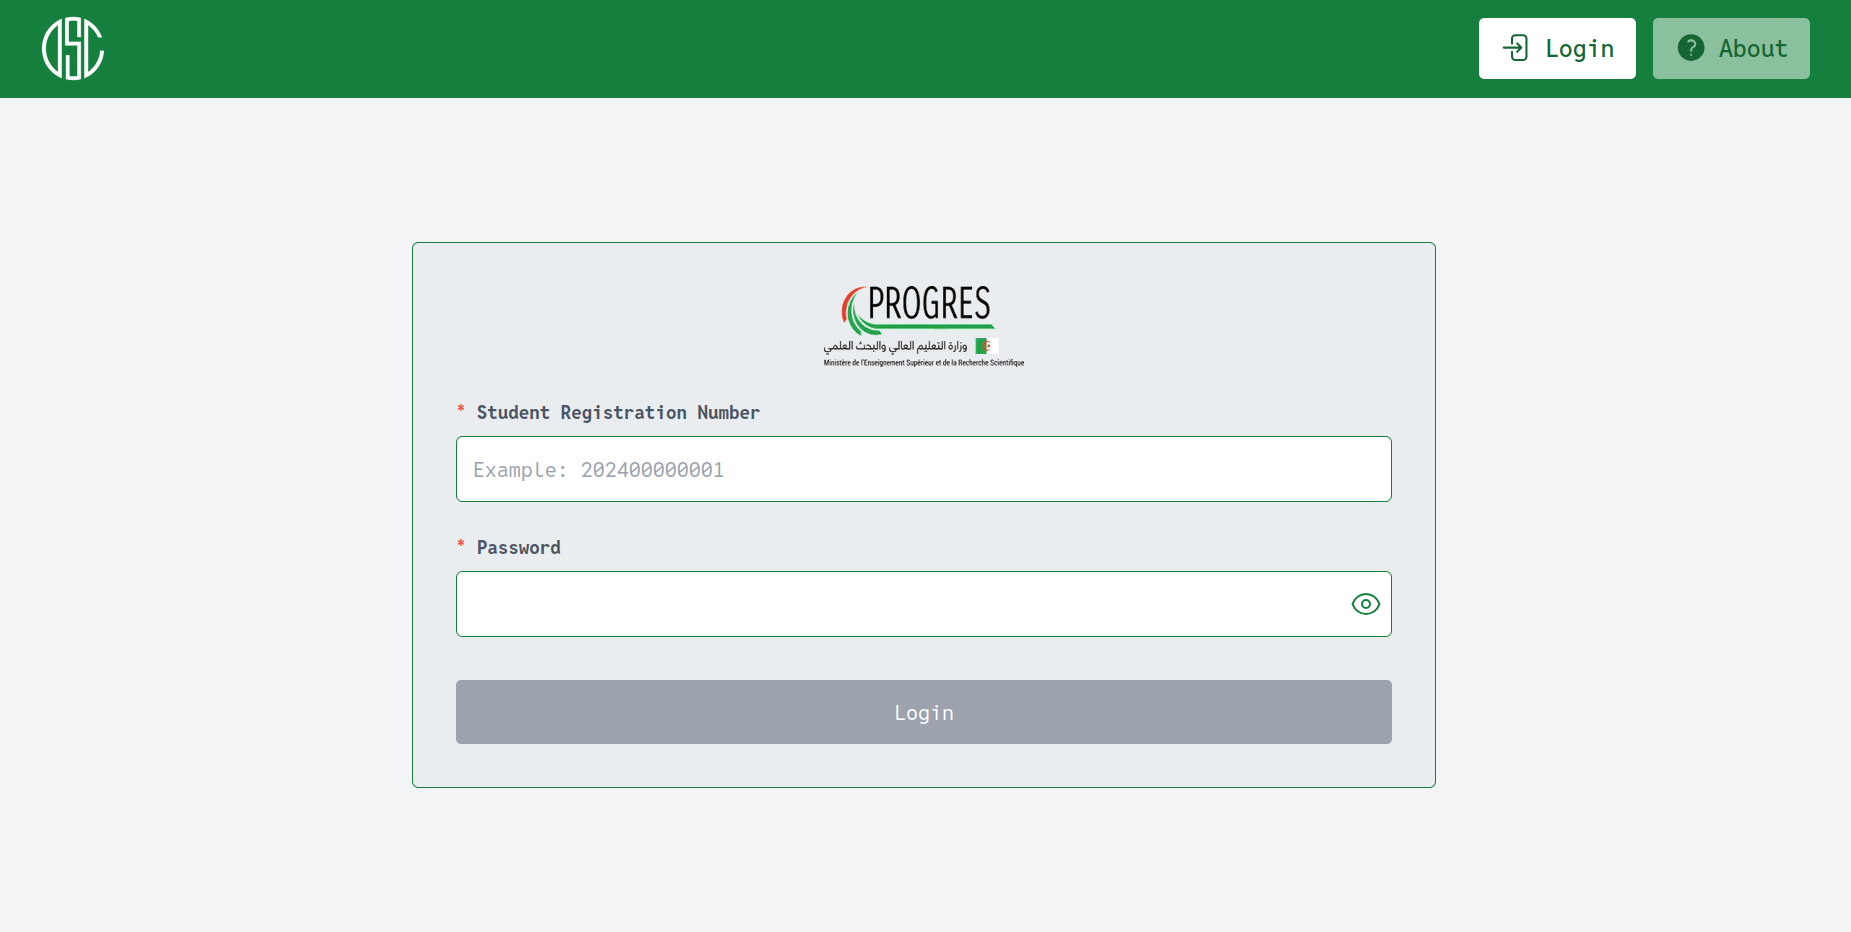 Login
? About
PROGRES
وزارة التعليم العالي والبحث العلمي
Ministère de l'Enseignement Supérieur et de la Recherche Scientifique
* Student Registration Number
Example: 202400000001
* Password
Login